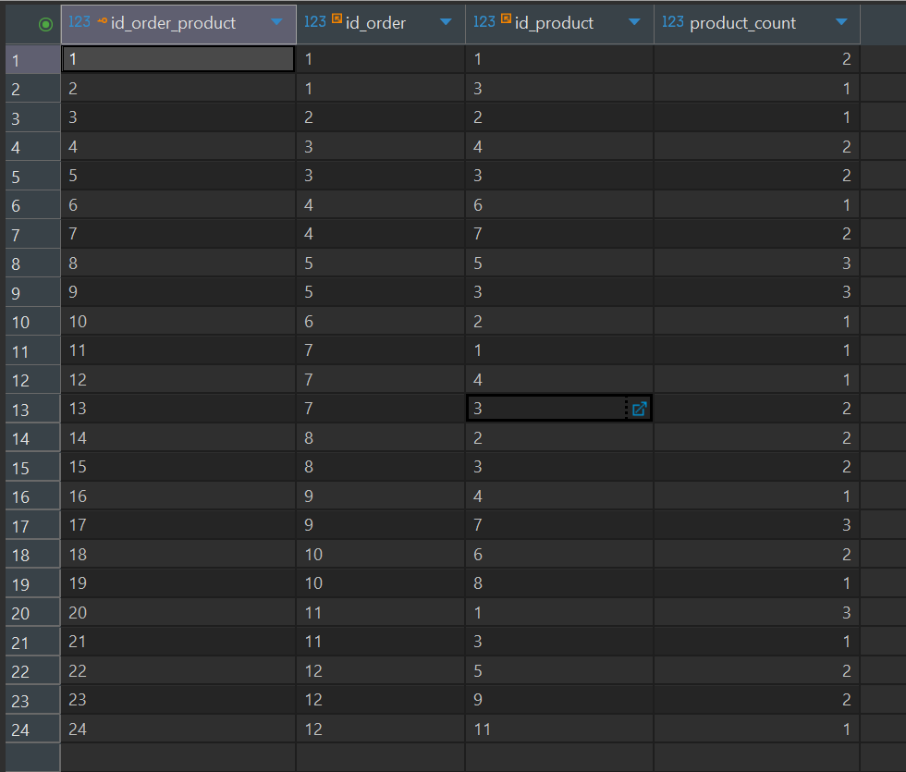 123 id_order_product 123 id_order 123 id_product 123 product_count
1 1 1 1 2
2 2 1 3 1
3 3 2 2 1
4 4 3 4 2
5 5 3 3 2
6 6 4 6 1
7 7 4 7 2
8 8 5 5 3
9 9 5 3 3
10 10 6 2 1
11 11 7 1 1
12 12 7 4 1
13 13 7 3 2
14 14 8 2 2
15 15 8 3 2
16 16 9 4 1
17 17 9 7 3
18 18 10 6 2
19 19 10 8 1
20 20 11 1 3
21 21 11 3 1
22 22 12 5 2
23 23 12 9 2
24 24 12 11 1